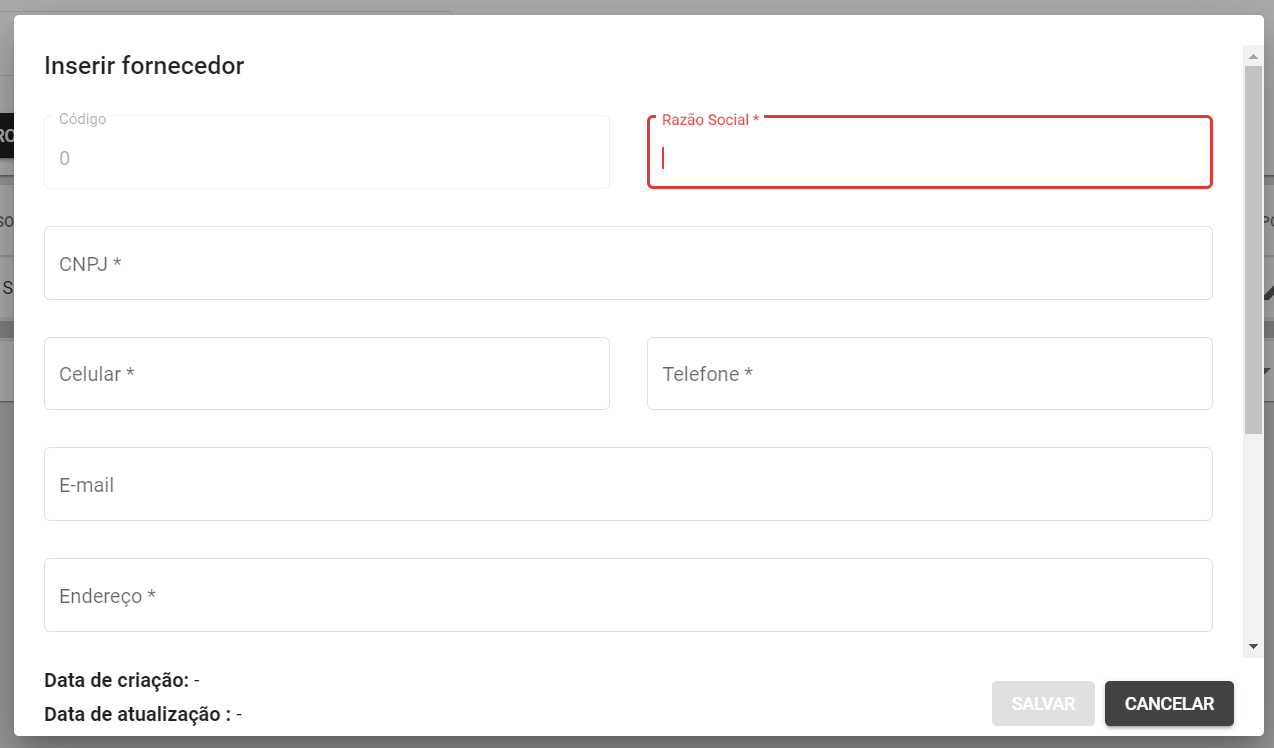 Inserir fornecedor
Código
Razão Social *
0
CNPJ *
Celular *
Telefone *
E-mail
Endereço *
Data de criação: -
Data de atualização : -
SALVAR
CANCELAR